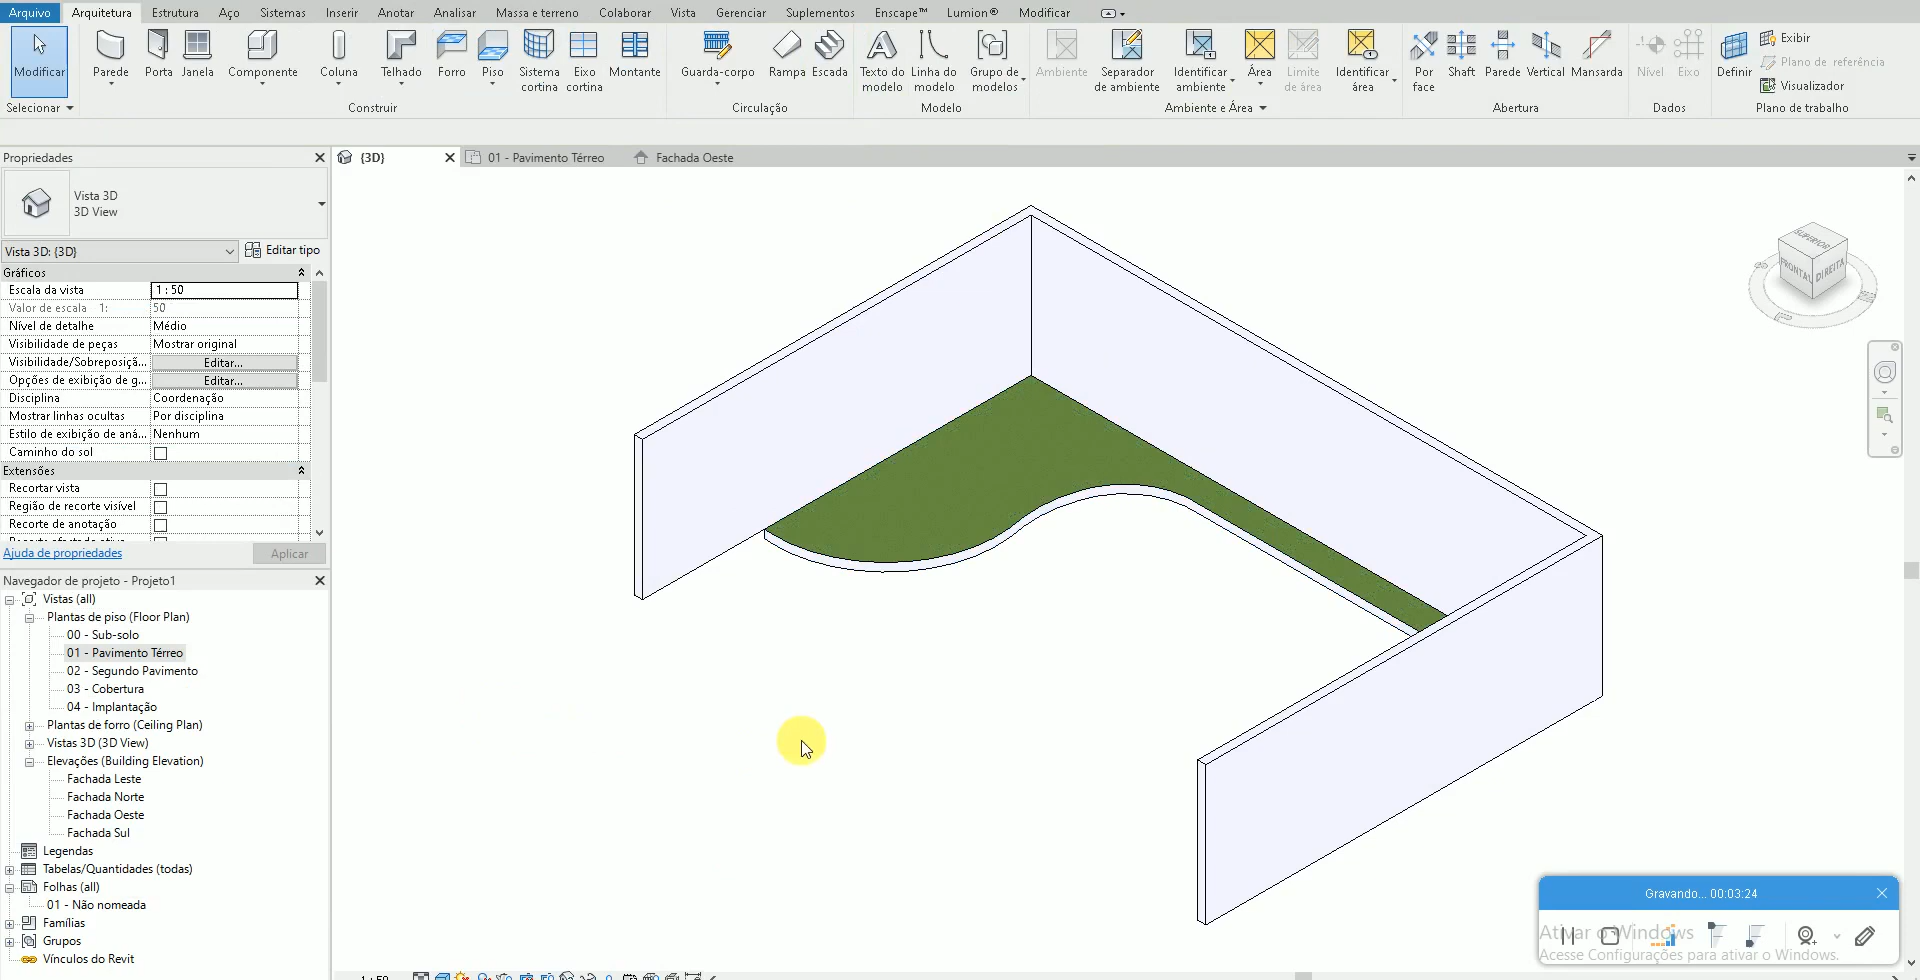 Arquivo Arquitetura Estrutura Aço Sistemas Inserir Anotar Analisar Massa e terreno Colaborar Vista Gerenciar Suplementos Enscape™ Lumion® Modificar
Modificar Parede Porta Janela Componente Coluna Telhado Forro Piso Sistema cortina Eixo cortina Montante Guarda-corpo Rampa Escada Texto do modelo Linha do modelo Grupo de modelos Ambiente Separador de ambiente Identificar ambiente Área Limite de área Identificar área Por face Shaft Parede Vertical Mansarda Nível Eixo Definir Exibir
Plano de referência
Visualizador
Selecionar Construir Circulação Modelo Ambiente e Área Abertura Dados Plano de trabalho
Propriedades
{3D} 01 - Pavimento Térreo Fachada Oeste
Vista 3D
3D View
Vista 3D: {3D} Editar tipo
Gráficos
Escala da vista 1 : 50
Valor de escala 1: 50
Nível de detalhe Médio
Visibilidade de peças Mostrar original
Visibilidade/Sobreposiçã... Editar...
Opções de exibição de g... Editar...
Disciplina Coordenação
Mostrar linhas ocultas Por disciplina
Estilo de exibição de aná... Nenhum
Caminho do sol
Extensões
Recortar vista
Região de recorte visível
Recorte de anotação
Ajuda de propriedades Aplicar
Navegador de projeto - Projeto1
Vistas (all)
Plantas de piso (Floor Plan)
00 - Sub-solo
01 - Pavimento Térreo
02 - Segundo Pavimento
03 - Cobertura
04 - Implantação
Plantas de forro (Ceiling Plan)
Vistas 3D (3D View)
Elevações (Building Elevation)
Fachada Leste
Fachada Norte
Fachada Oeste
Fachada Sul
Legendas
Tabelas/Quantidades (todas)
Folhas (all)
01 - Não nomeada
Famílias
Grupos
Vínculos do Revit
SUPERIOR
FRONTAL DIREITA
Gravando... 00:03:24
Ativar o Windows
Acesse Configurações para ativar o Windows.
1 : 50